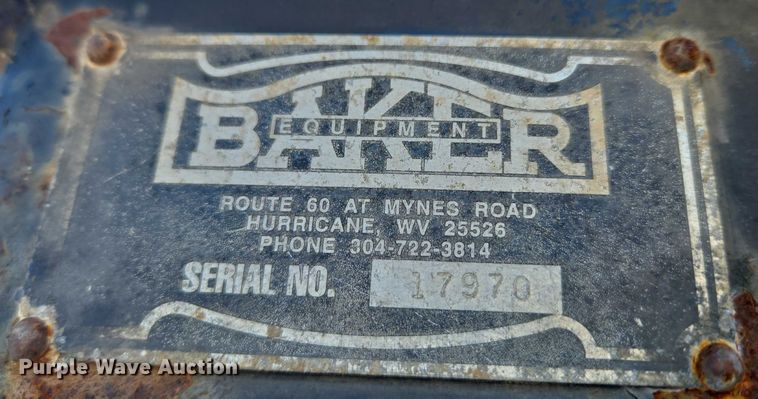 BAKER
EQUIPMENT
ROUTE 60 AT MYNES ROAD
HURRICANE, WV 25526
PHONE 304-722-3814
SERIAL NO. 17970
Purple Wave Auction